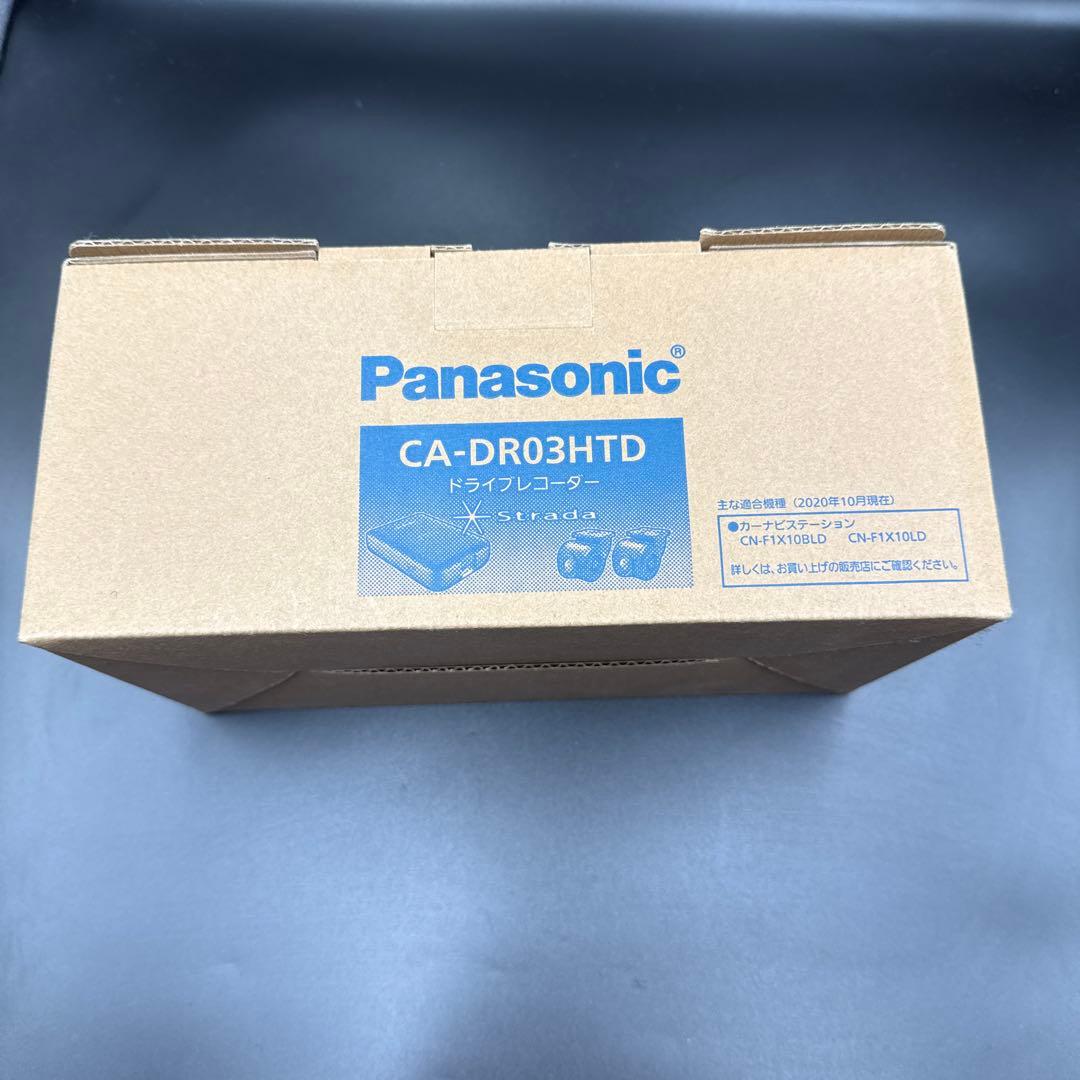 Panasonic®
CA-DR03HTD
ドライブレコーダー
Strada
主な適合機種（2020年10月現在）
●カーナビステーション
CN-F1X10BLD CN-F1X10LD
詳しくは、お買い上げの販売店にご確認ください。